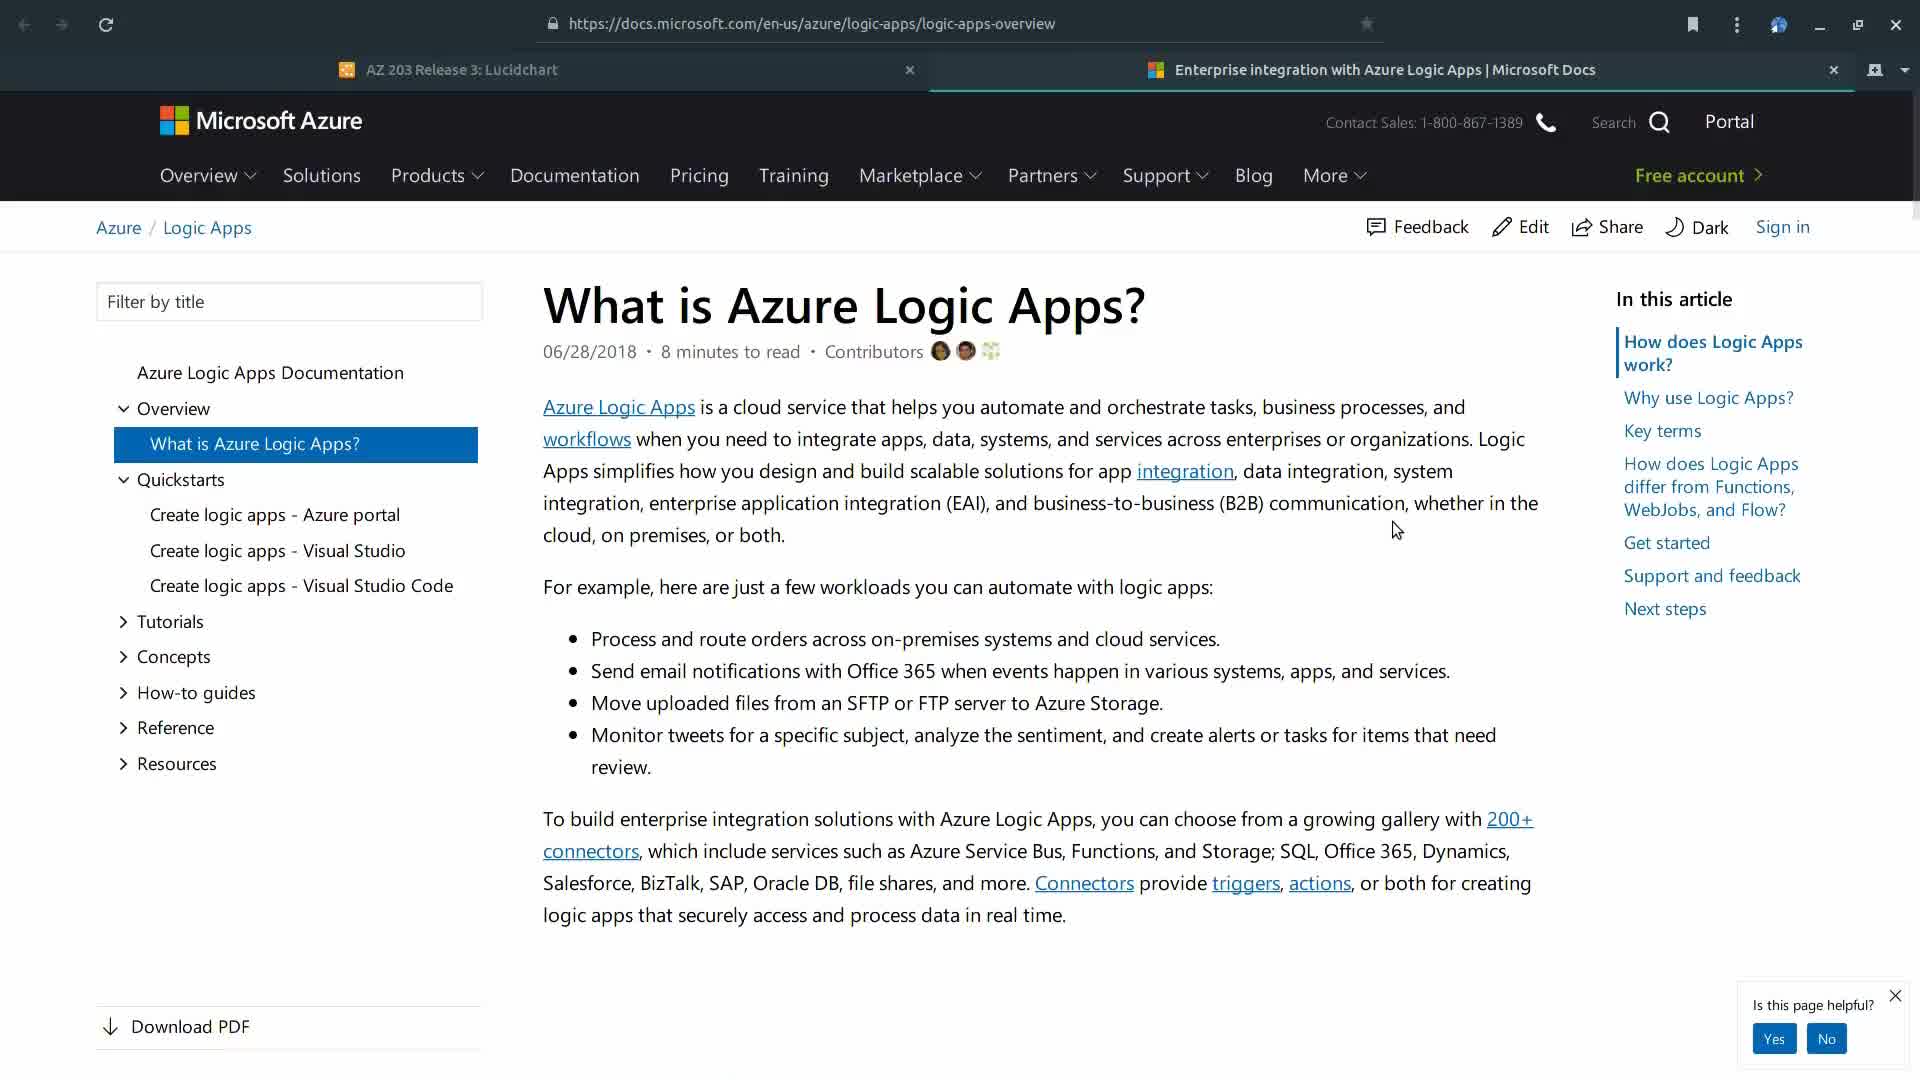 https://docs.microsoft.com/en-us/azure/logic-apps/logic-apps-overview
AZ 203 Release 3: Lucidchart
Enterprise integration with Azure Logic Apps | Microsoft Docs
Microsoft Azure
Contact Sales: 1-800-867-1389
Search
Portal
Overview
Solutions
Products
Documentation
Pricing
Training
Marketplace
Partners
Support
Blog
More
Free account
Azure / Logic Apps
Feedback
Edit
Share
Dark
Sign in
Filter by title
Azure Logic Apps Documentation
Overview
What is Azure Logic Apps?
Quickstarts
Create logic apps - Azure portal
Create logic apps - Visual Studio
Create logic apps - Visual Studio Code
Tutorials
Concepts
How-to guides
Reference
Resources
Download PDF
What is Azure Logic Apps?
06/28/2018 • 8 minutes to read • Contributors
Azure Logic Apps is a cloud service that helps you automate and orchestrate tasks, business processes, and
workflows when you need to integrate apps, data, systems, and services across enterprises or organizations. Logic
Apps simplifies how you design and build scalable solutions for app integration, data integration, system
integration, enterprise application integration (EAI), and business-to-business (B2B) communication, whether in the
cloud, on premises, or both.
For example, here are just a few workloads you can automate with logic apps:
• Process and route orders across on-premises systems and cloud services.
• Send email notifications with Office 365 when events happen in various systems, apps, and services.
• Move uploaded files from an SFTP or FTP server to Azure Storage.
• Monitor tweets for a specific subject, analyze the sentiment, and create alerts or tasks for items that need
review.
To build enterprise integration solutions with Azure Logic Apps, you can choose from a growing gallery with 200+
connectors, which include services such as Azure Service Bus, Functions, and Storage; SQL, Office 365, Dynamics,
Salesforce, BizTalk, SAP, Oracle DB, file shares, and more. Connectors provide triggers, actions, or both for creating
logic apps that securely access and process data in real time.
In this article
How does Logic Apps
work?
Why use Logic Apps?
Key terms
How does Logic Apps
differ from Functions,
WebJobs, and Flow?
Get started
Support and feedback
Next steps
Is this page helpful?
Yes
No